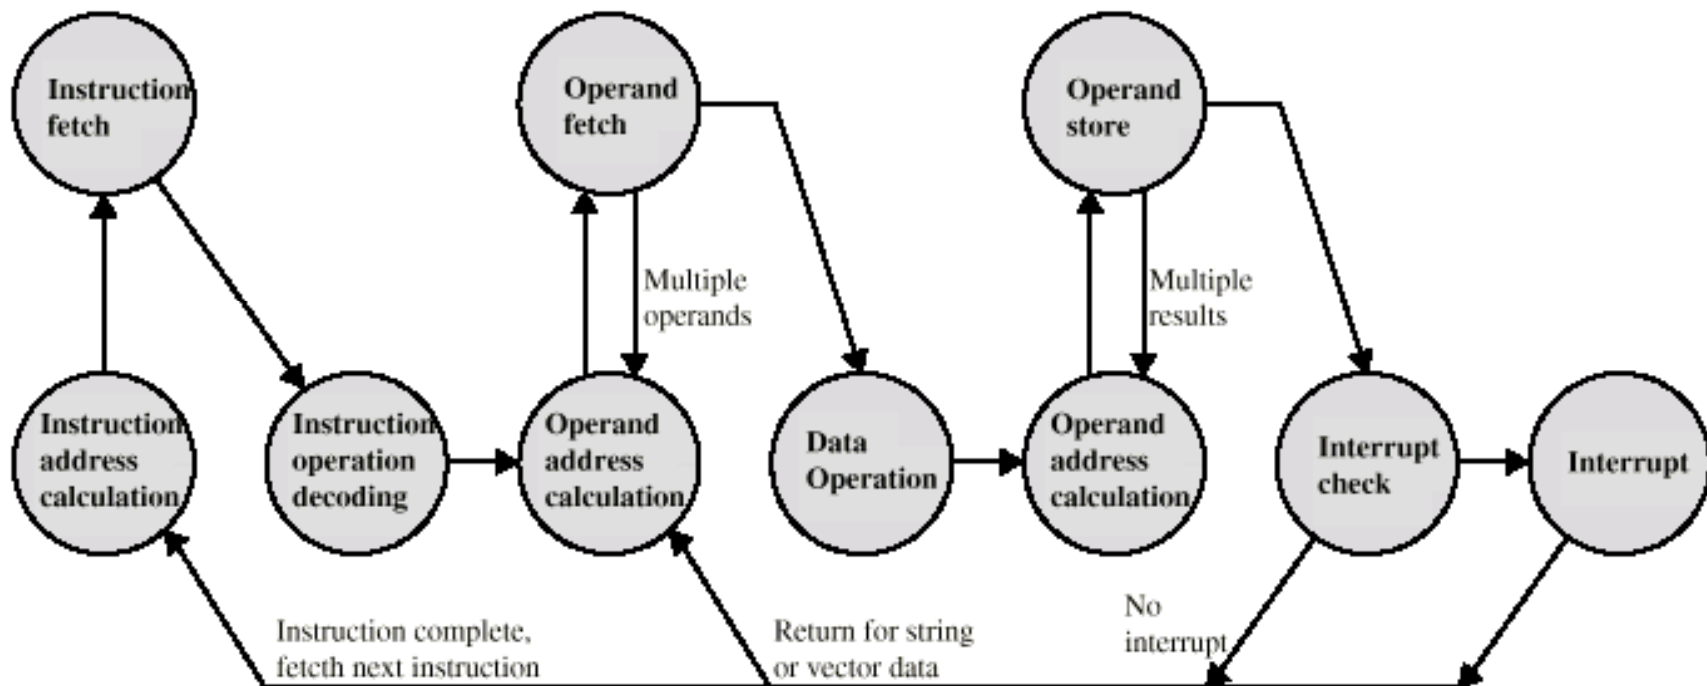 Instruction
fetch
Operand
fetch
Operand
store
Multiple
operands
Multiple
results
Instruction
address
calculation
Instruction
operation
decoding
Operand
address
calculation
Data
Operation
Operand
address
calculation
Interrupt
check
Interrupt
Instruction complete,
fetcth next instruction
Return for string
or vector data
No
interrupt